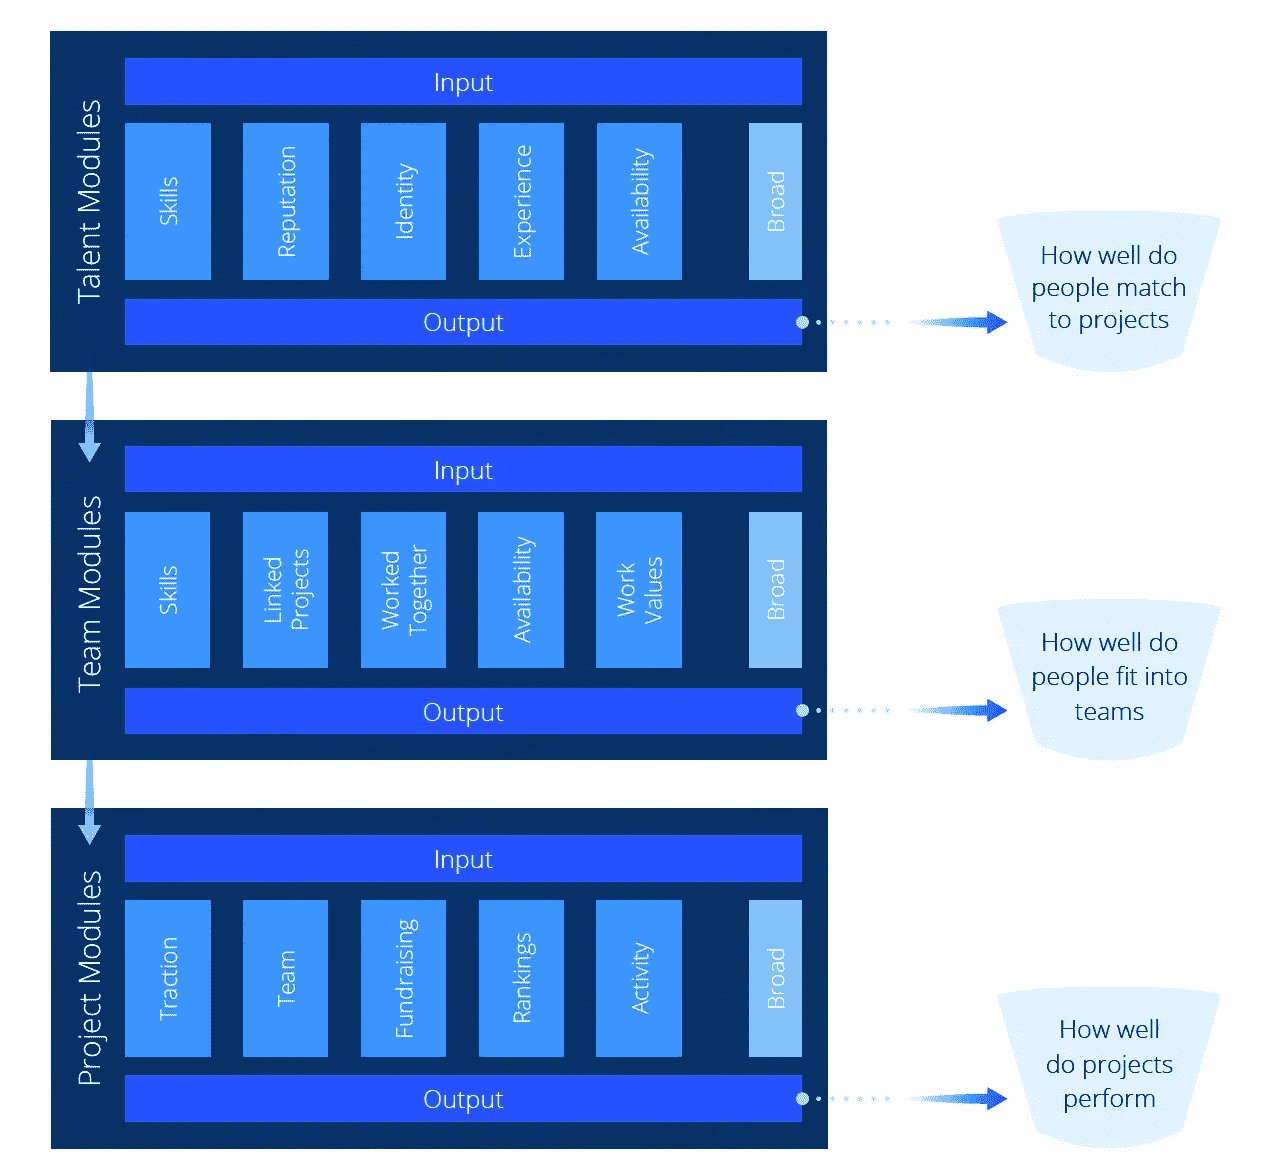 Talent Modules
Input
Skills
Reputation
Identity
Experience
Availability
Broad
Output
How well do
people match
to projects
Team Modules
Input
Skills
Linked
Projects
Worked
Together
Availability
Work
Values
Broad
Output
How well do
people fit into
teams
Project Modules
Input
Traction
Team
Fundraising
Rankings
Activity
Broad
Output
How well
do projects
perform